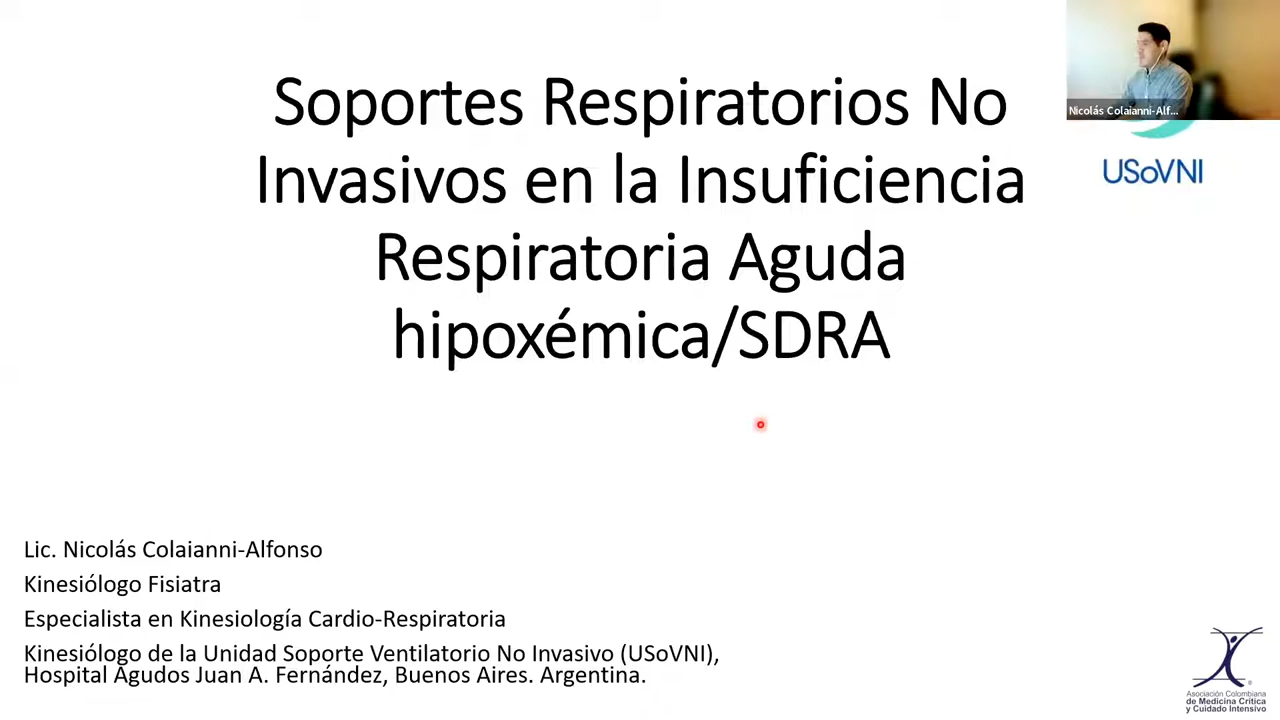 Soportes Respiratorios No
Invasivos en la Insuficiencia
Respiratoria Aguda
hipoxémica/SDRA
Nicolás Colaianni-Alf...
USoVNI
Lic. Nicolás Colaianni-Alfonso
Kinesiólogo Fisiatra
Especialista en Kinesiología Cardio-Respiratoria
Kinesiólogo de la Unidad Soporte Ventilatorio No Invasivo (USoVNI),
Hospital Agudos Juan A. Fernández, Buenos Aires. Argentina.
Asociación Colombiana
de Medicina Crítica
y Cuidado Intensivo
®